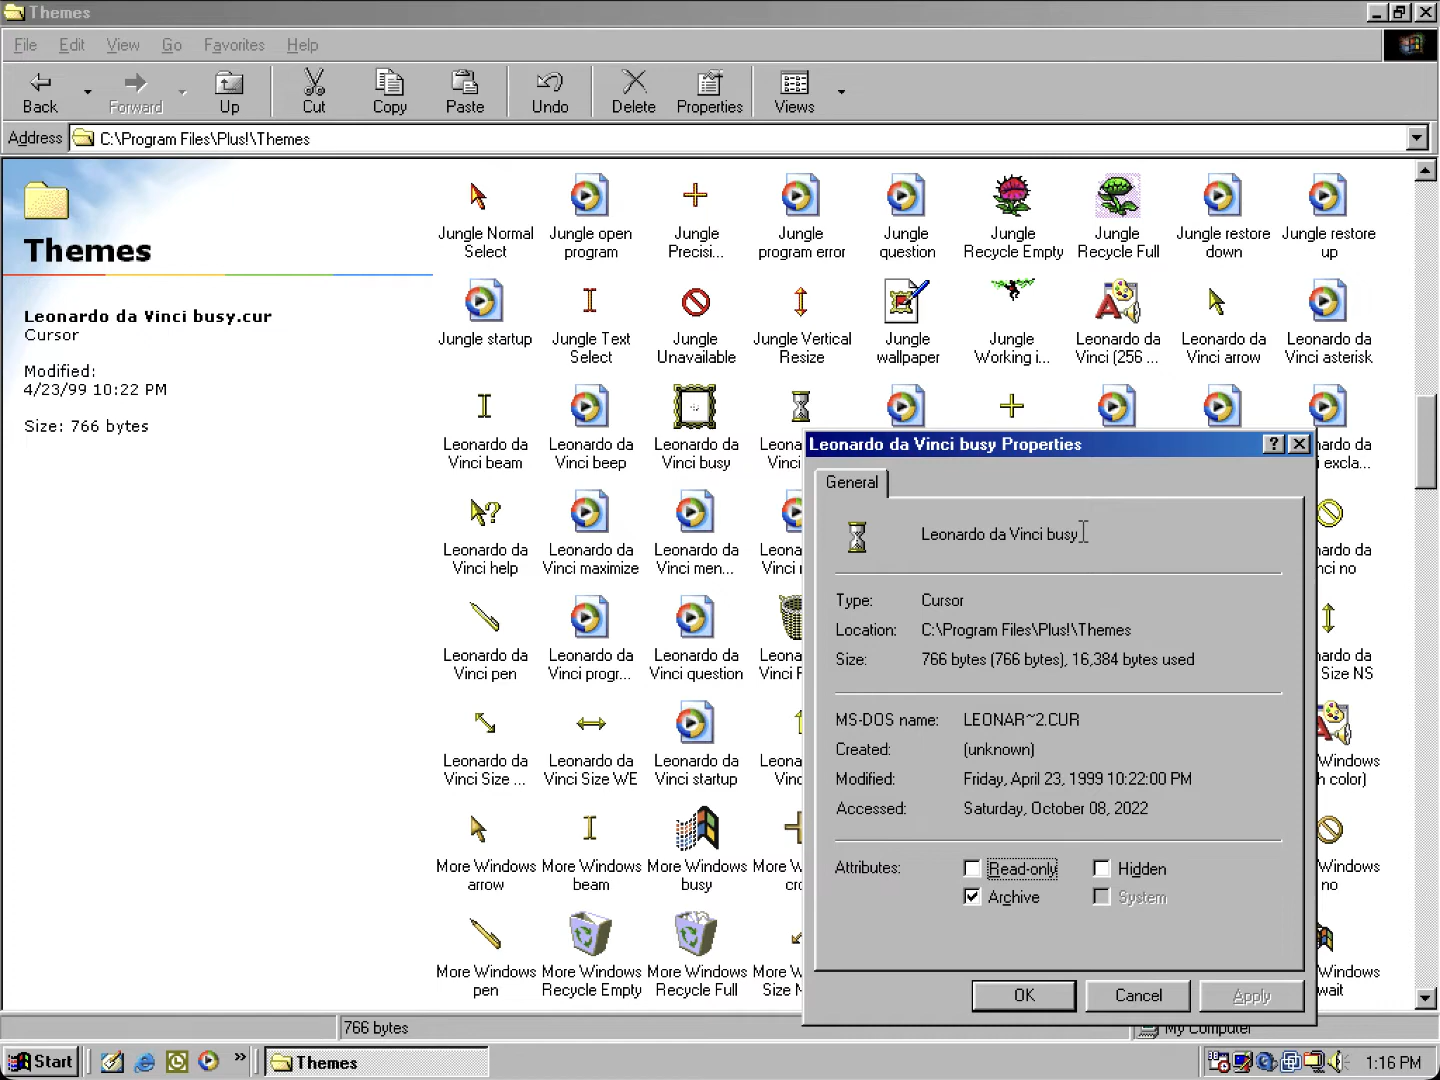 Themes
File Edit View Go Favorites Help
Back Forward Up Cut Copy Paste Undo Delete Properties Views
Address C:\Program Files\Plus!\Themes
Themes
Leonardo da Vinci busy.cur
Cursor
Modified:
4/23/99 10:22 PM
Size: 766 bytes
Jungle Normal Select
Jungle open program
Jungle Precisi...
Jungle program error
Jungle question
Jungle Recycle Empty
Jungle Recycle Full
Jungle restore down
Jungle restore up
Jungle startup
Jungle Text Select
Jungle Unavailable
Jungle Vertical Resize
Jungle wallpaper
Jungle Working i...
Leonardo da Vinci (256 ...
Leonardo da Vinci arrow
Leonardo da Vinci asterisk
Leonardo da Vinci beam
Leonardo da Vinci beep
Leonardo da Vinci busy
Leonardo da Vinci help
Leonardo da Vinci maximize
Leonardo da Vinci men...
Leonardo da Vinci pen
Leonardo da Vinci progr...
Leonardo da Vinci question
Leonardo da Vinci Size ...
Leonardo da Vinci Size WE
Leonardo da Vinci startup
More Windows arrow
More Windows beam
More Windows busy
More Windows pen
More Windows Recycle Empty
More Windows Recycle Full
Leonardo da Vinci busy Properties
General
Leonardo da Vinci busy
Type: Cursor
Location: C:\Program Files\Plus!\Themes
Size: 766 bytes (766 bytes), 16,384 bytes used
MS-DOS name: LEONAR~2.CUR
Created: (unknown)
Modified: Friday, April 23, 1999 10:22:00 PM
Accessed: Saturday, October 08, 2022
Attributes: Read-only Hidden
Archive System
OK Cancel Apply
766 bytes
My Computer
Start Themes 1:16 PM